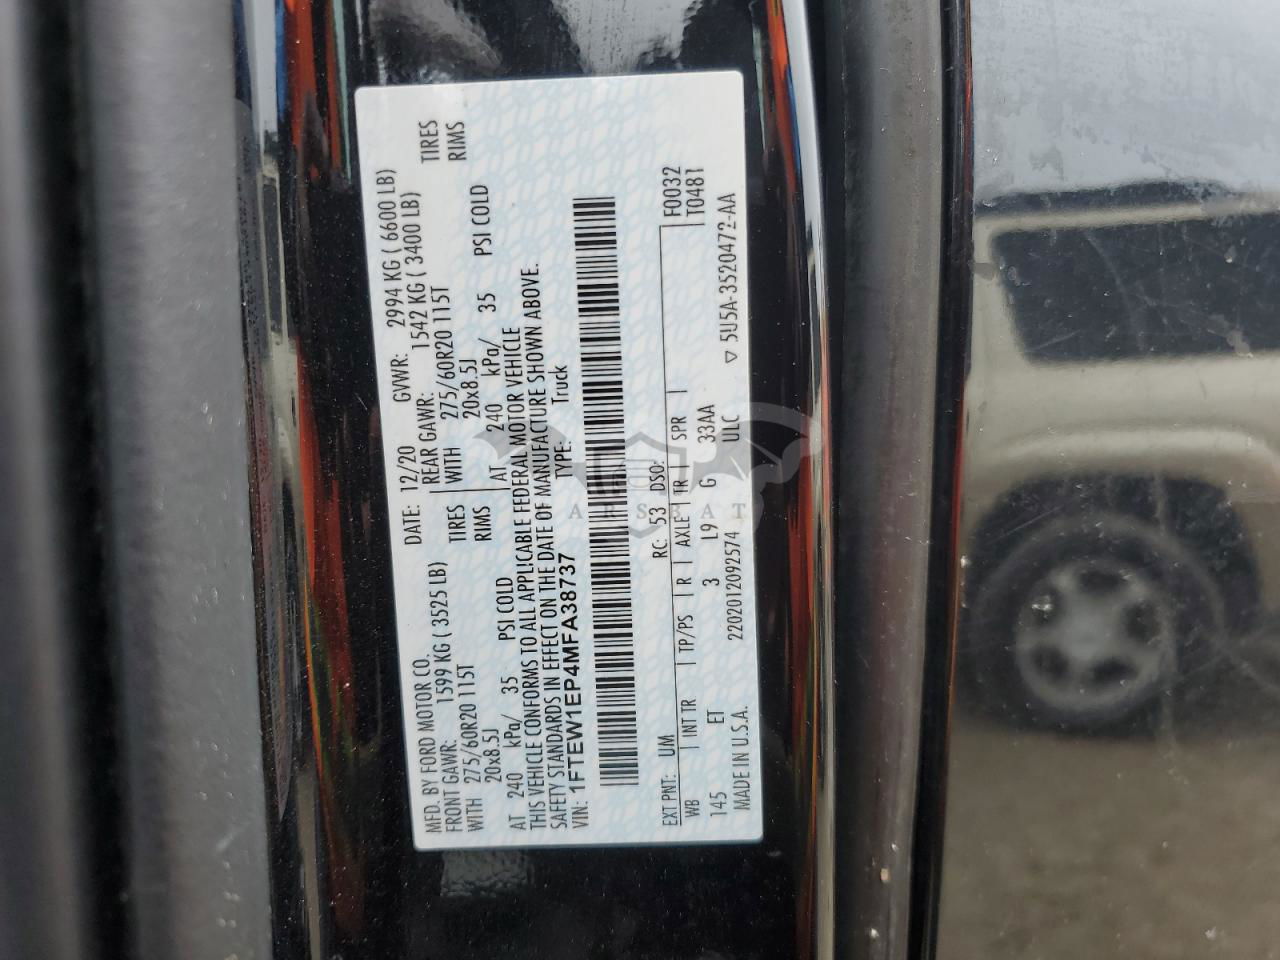 MFD. BY FORD MOTOR CO.
DATE: 12/20 GVWR: 2994 KG ( 6600 LB)
FRONT GAWR: 1599 KG ( 3525 LB) REAR GAWR: 1542 KG ( 3400 LB)
WITH 275/60R20 115T TIRES WITH 275/60R20 115T TIRES
20x8.5J RIMS 20x8.5J RIMS
AT 240 kPa/ 35 PSI COLD AT 240 kPa/ 35 PSI COLD
THIS VEHICLE CONFORMS TO ALL APPLICABLE FEDERAL MOTOR VEHICLE
SAFETY STANDARDS IN EFFECT ON THE DATE OF MANUFACTURE SHOWN ABOVE.
VIN: 1FTEW1EP4MFA38737 TYPE: Truck
EXT PNT: UM RC: 53 DSO: F0032
WB INT TR TP/PS R AXLE TR SPR T0481
145 ET 3 L9 G 33AA
MADE IN U.S.A. 220201209257​4 ULC ▽ 5U5A-3520472-AA
ARSBAT